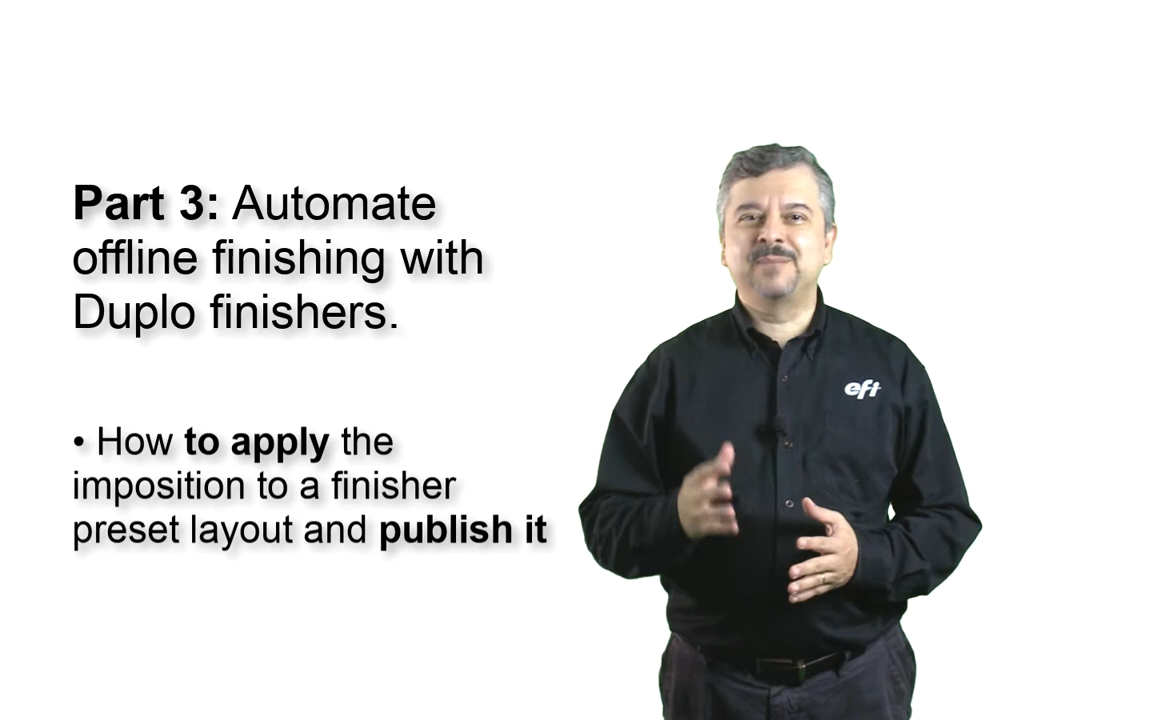 Part 3: Automate
offline finishing with
Duplo finishers.
• How to apply the
imposition to a finisher
preset layout and publish it
efi